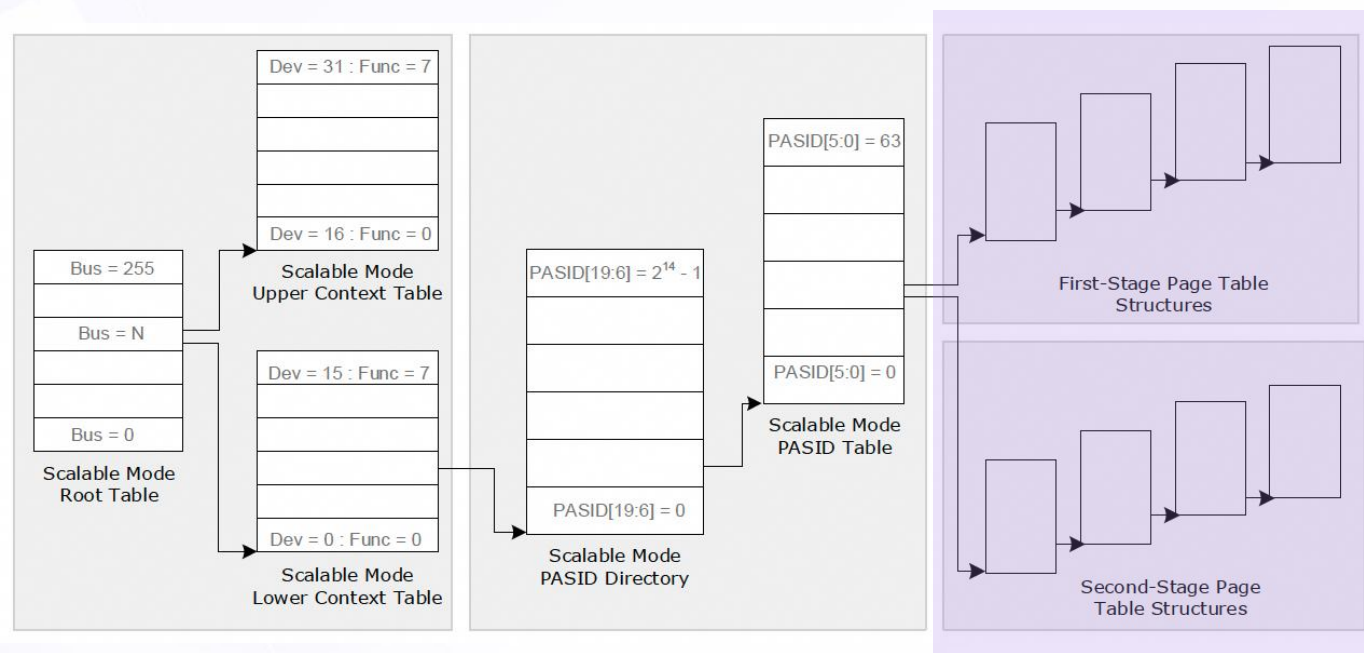 Bus = 255
Bus = N
Bus = 0
Scalable Mode
Root Table
Dev = 31 : Func = 7
Dev = 16 : Func = 0
Scalable Mode
Upper Context Table
Dev = 15 : Func = 7
Dev = 0 : Func = 0
Scalable Mode
Lower Context Table
PASID[19:6] = 2¹⁴ - 1
PASID[19:6] = 0
Scalable Mode
PASID Directory
PASID[5:0] = 63
PASID[5:0] = 0
Scalable Mode
PASID Table
First-Stage Page Table
Structures
Second-Stage Page
Table Structures